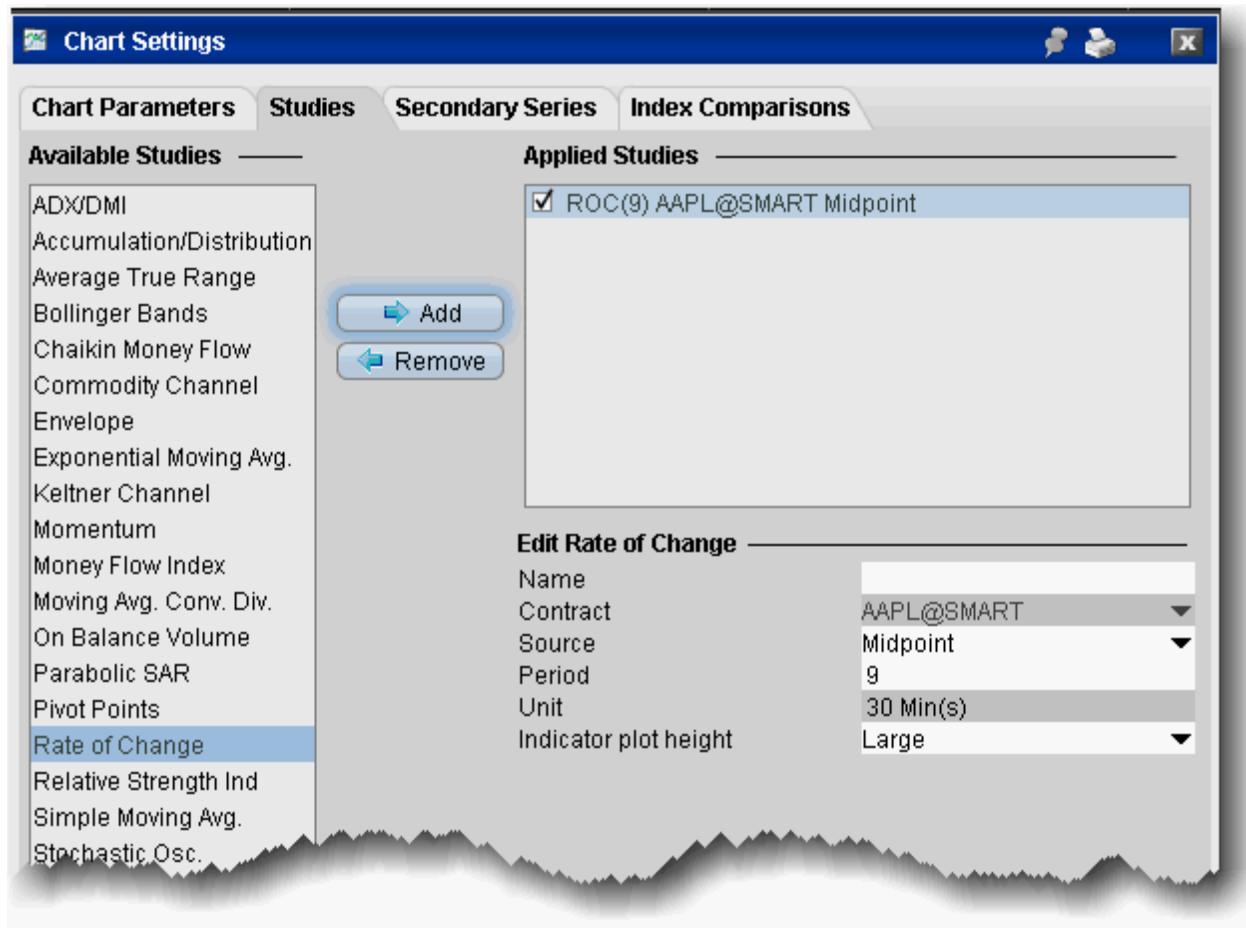 Chart Settings
Chart Parameters
Studies
Secondary Series
Index Comparisons
Available Studies
ADX/DMI
Accumulation/Distribution
Average True Range
Bollinger Bands
Chaikin Money Flow
Commodity Channel
Envelope
Exponential Moving Avg.
Keltner Channel
Momentum
Money Flow Index
Moving Avg. Conv. Div.
On Balance Volume
Parabolic SAR
Pivot Points
Rate of Change
Relative Strength Ind
Simple Moving Avg.
Stochastic Osc.
Add
Remove
Applied Studies
ROC(9) AAPL@SMART Midpoint
Edit Rate of Change
Name
Contract AAPL@SMART
Source Midpoint
Period 9
Unit 30 Min(s)
Indicator plot height Large